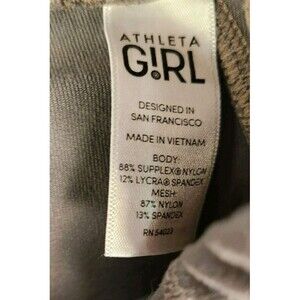 ATHLETA
G!RL
DESIGNED IN
SAN FRANCISCO
MADE IN VIETNAM
BODY:
88% SUPPLEX® NYLON
12% LYCRA® SPANDEX
MESH:
87% NYLON
13% SPANDEX
RN 54023